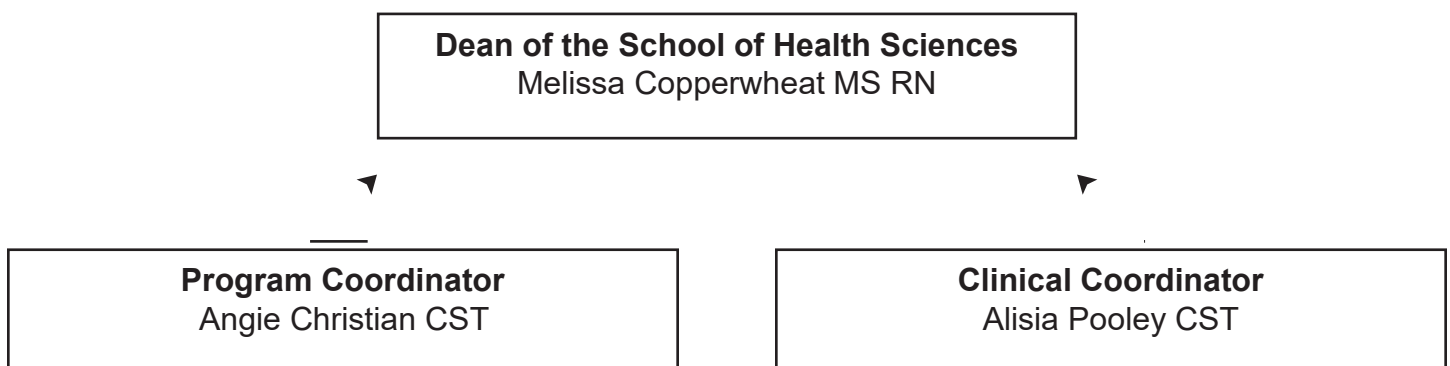 Dean of the School of Health Sciences
Melissa Copperwheat MS RN
Program Coordinator
Angie Christian CST
Clinical Coordinator
Alisia Pooley CST